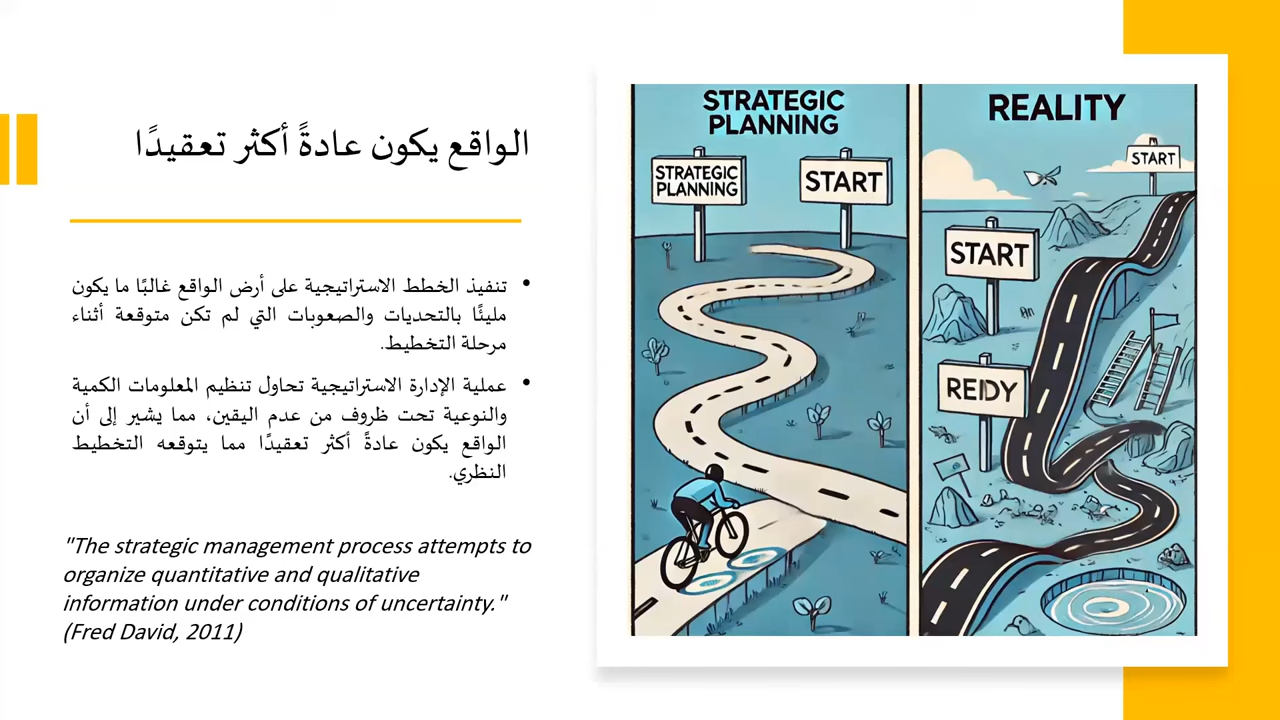 الواقع يكون عادةً أكثر تعقيدًا
• تنفيذ الخطط الاستراتيجية على أرض الواقع غالبًا ما يكون
مليئًا بالتحديات والصعوبات التي لم تكن متوقعة أثناء
مرحلة التخطيط.
• عملية الإدارة الاستراتيجية تحاول تنظيم المعلومات الكمية
والنوعية تحت ظروف من عدم اليقين، مما يشير إلى أن
الواقع يكون عادةً أكثر تعقيدًا مما يتوقعه التخطيط
النظري.
"The strategic management process attempts to
organize quantitative and qualitative
information under conditions of uncertainty."
(Fred David, 2011)
STRATEGIC
PLANNING
STRATEGIC
PLANNING
START
REALITY
START
START
REIDY